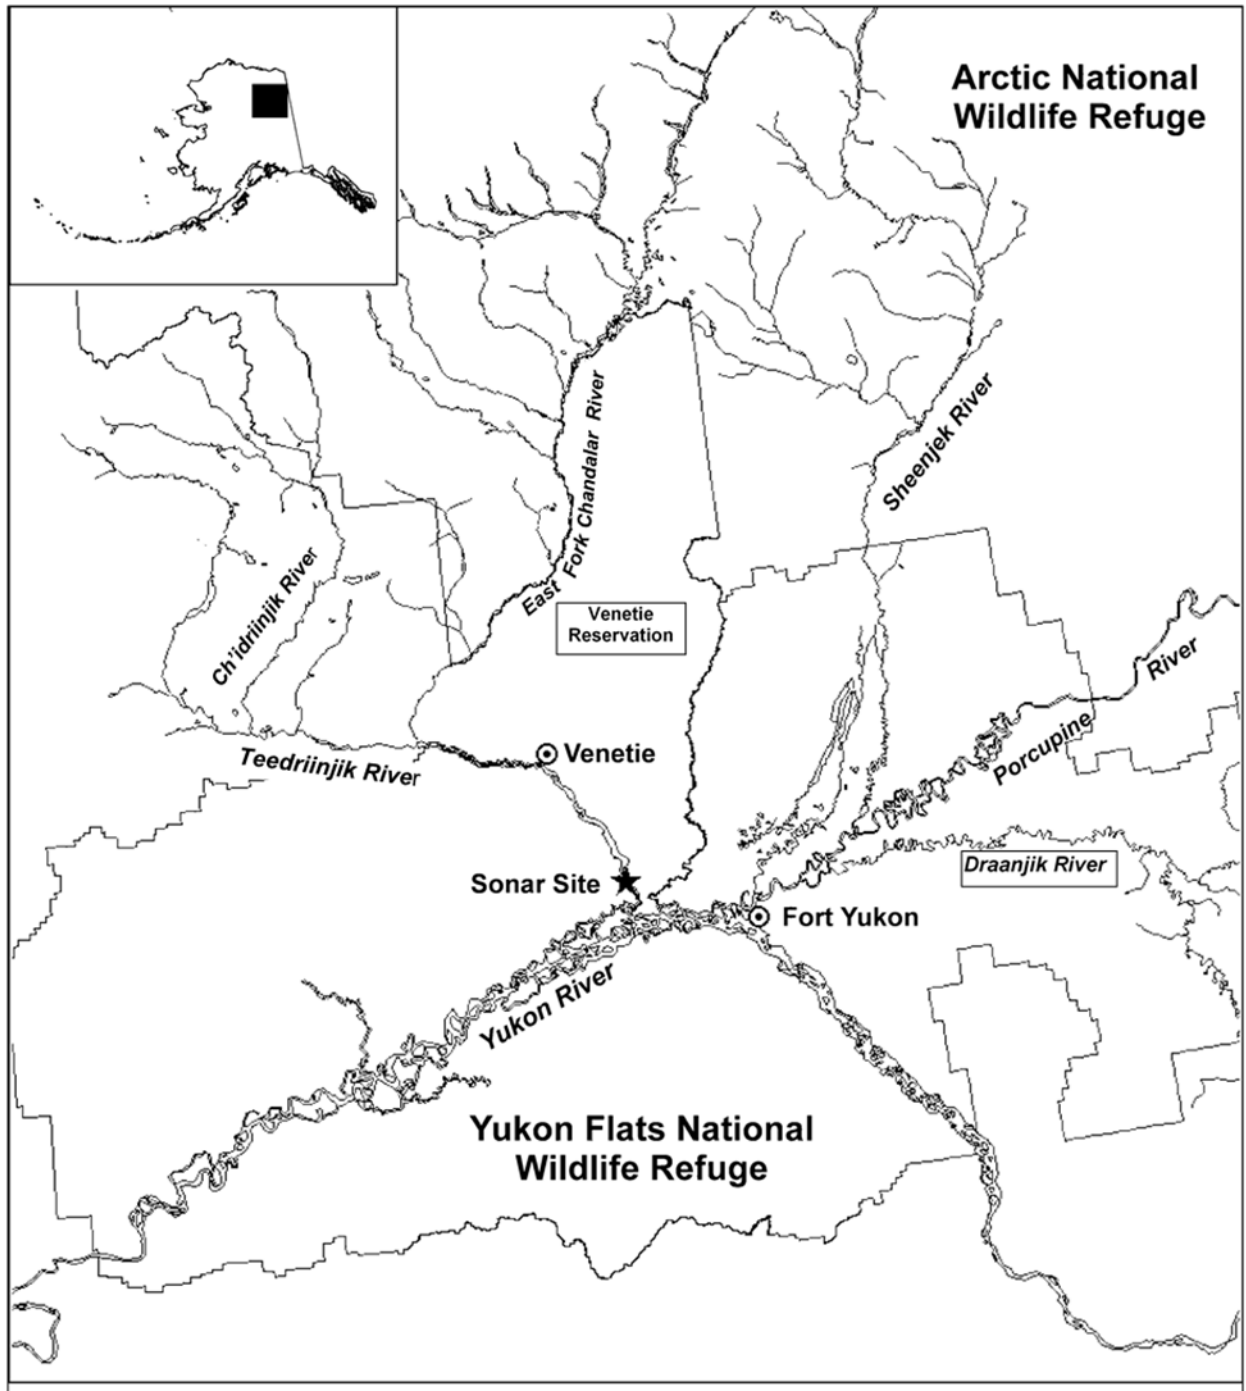 Arctic National
Wildlife Refuge
East Fork Chandalar River
Sheenjek River
Ch'idriinjik River
Venetie
Reservation
Porcupine River
Teedriinjik River
Venetie
Draanjik River
Sonar Site
Fort Yukon
Yukon River
Yukon Flats National
Wildlife Refuge